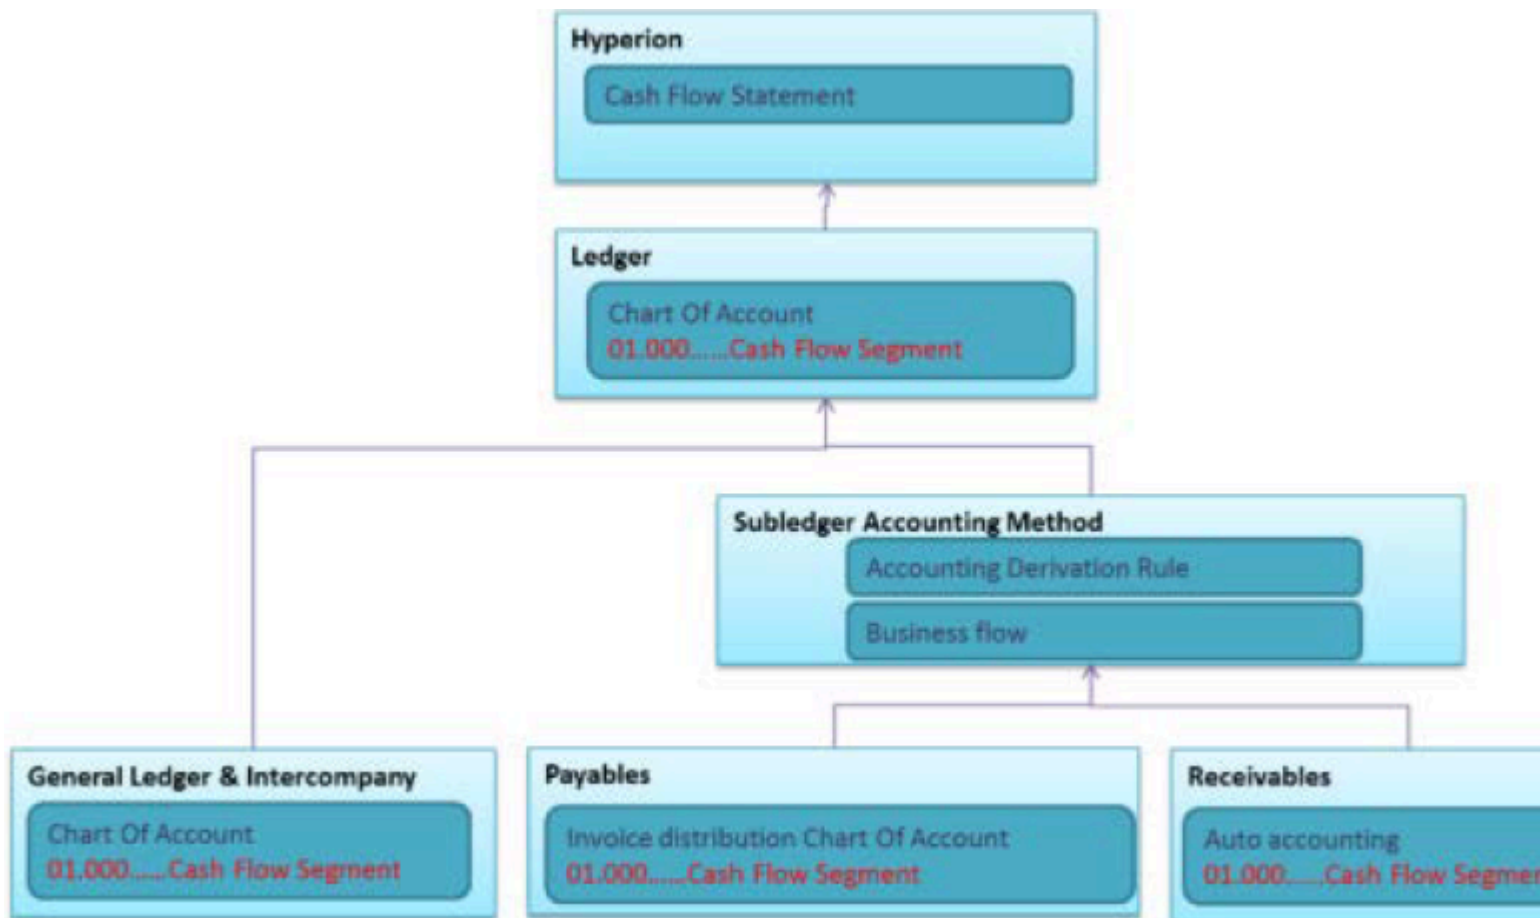 Hyperion
Cash Flow Statement
Ledger
Chart Of Account
01.000......Cash Flow Segment
Subledger Accounting Method
Accounting Derivation Rule
Business flow
General Ledger & Intercompany
Chart Of Account
01.000......Cash Flow Segment
Payables
Invoice distribution Chart Of Account
01.000......Cash Flow Segment
Receivables
Auto accounting
01.000......Cash Flow Segmen